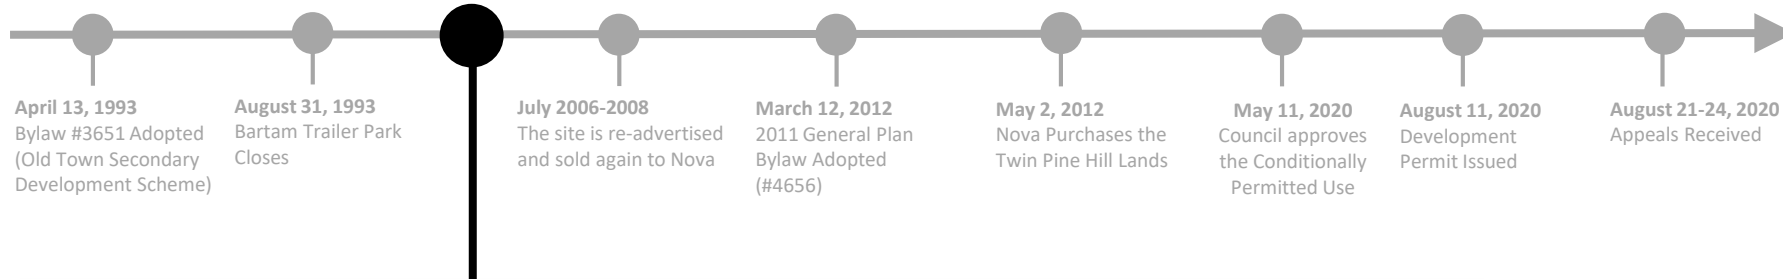 April 13, 1993
Bylaw #3651 Adopted
(Old Town Secondary
Development Scheme)
August 31, 1993
Bartam Trailer Park
Closes
July 2006-2008
The site is re-advertised
and sold again to Nova
March 12, 2012
2011 General Plan
Bylaw Adopted
(#4656)
May 2, 2012
Nova Purchases the
Twin Pine Hill Lands
May 11, 2020
Council approves
the Conditionally
Permitted Use
August 11, 2020
Development
Permit Issued
August 21-24, 2020
Appeals Received